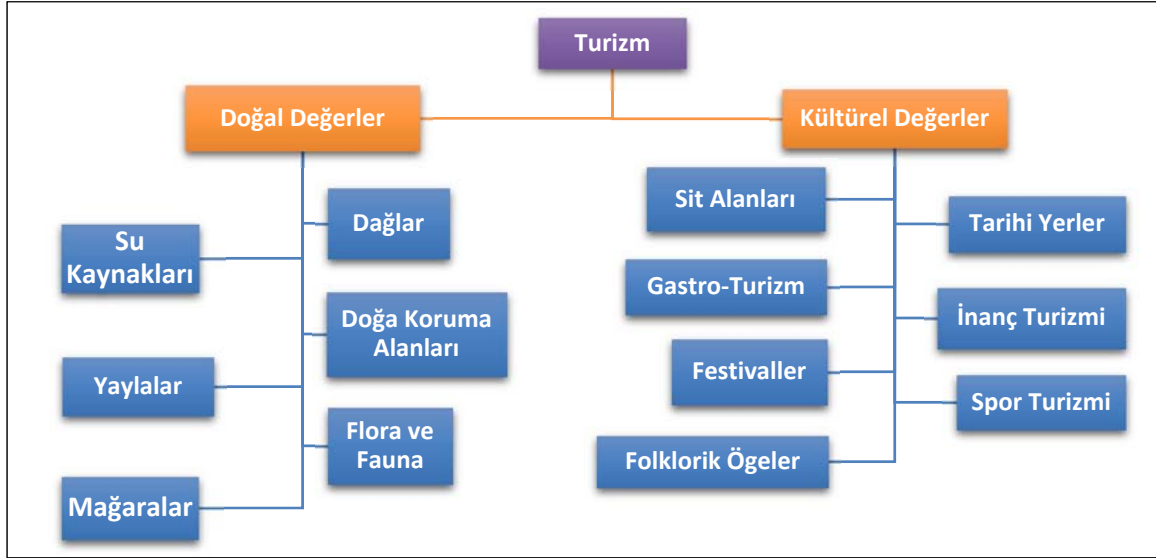 Turizm
Doğal Değerler
Kültürel Değerler
Dağlar
Su
Kaynakları
Doğa Koruma
Alanları
Yaylalar
Flora ve
Fauna
Mağaralar
Sit Alanları
Tarihi Yerler
Gastro-Turizm
İnanç Turizmi
Festivaller
Spor Turizmi
Folklorik Ögeler